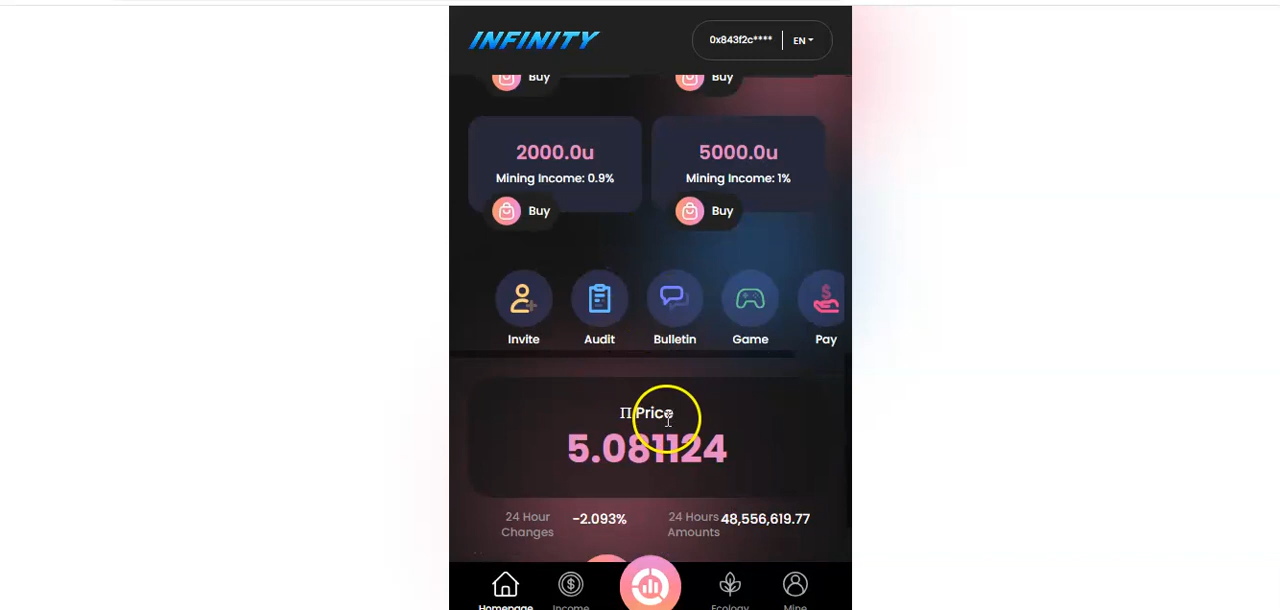 INFINITY
0x843f2c**** EN
Buy Buy
2000.0u 5000.0u
Mining Income: 0.9% Mining Income: 1%
Buy Buy
Invite Audit Bulletin Game Pay
Π Price
5.081124
24 Hour Changes -2.093% 24 Hours Amounts 48,556,619.77
Homepage Income Ecology Mine